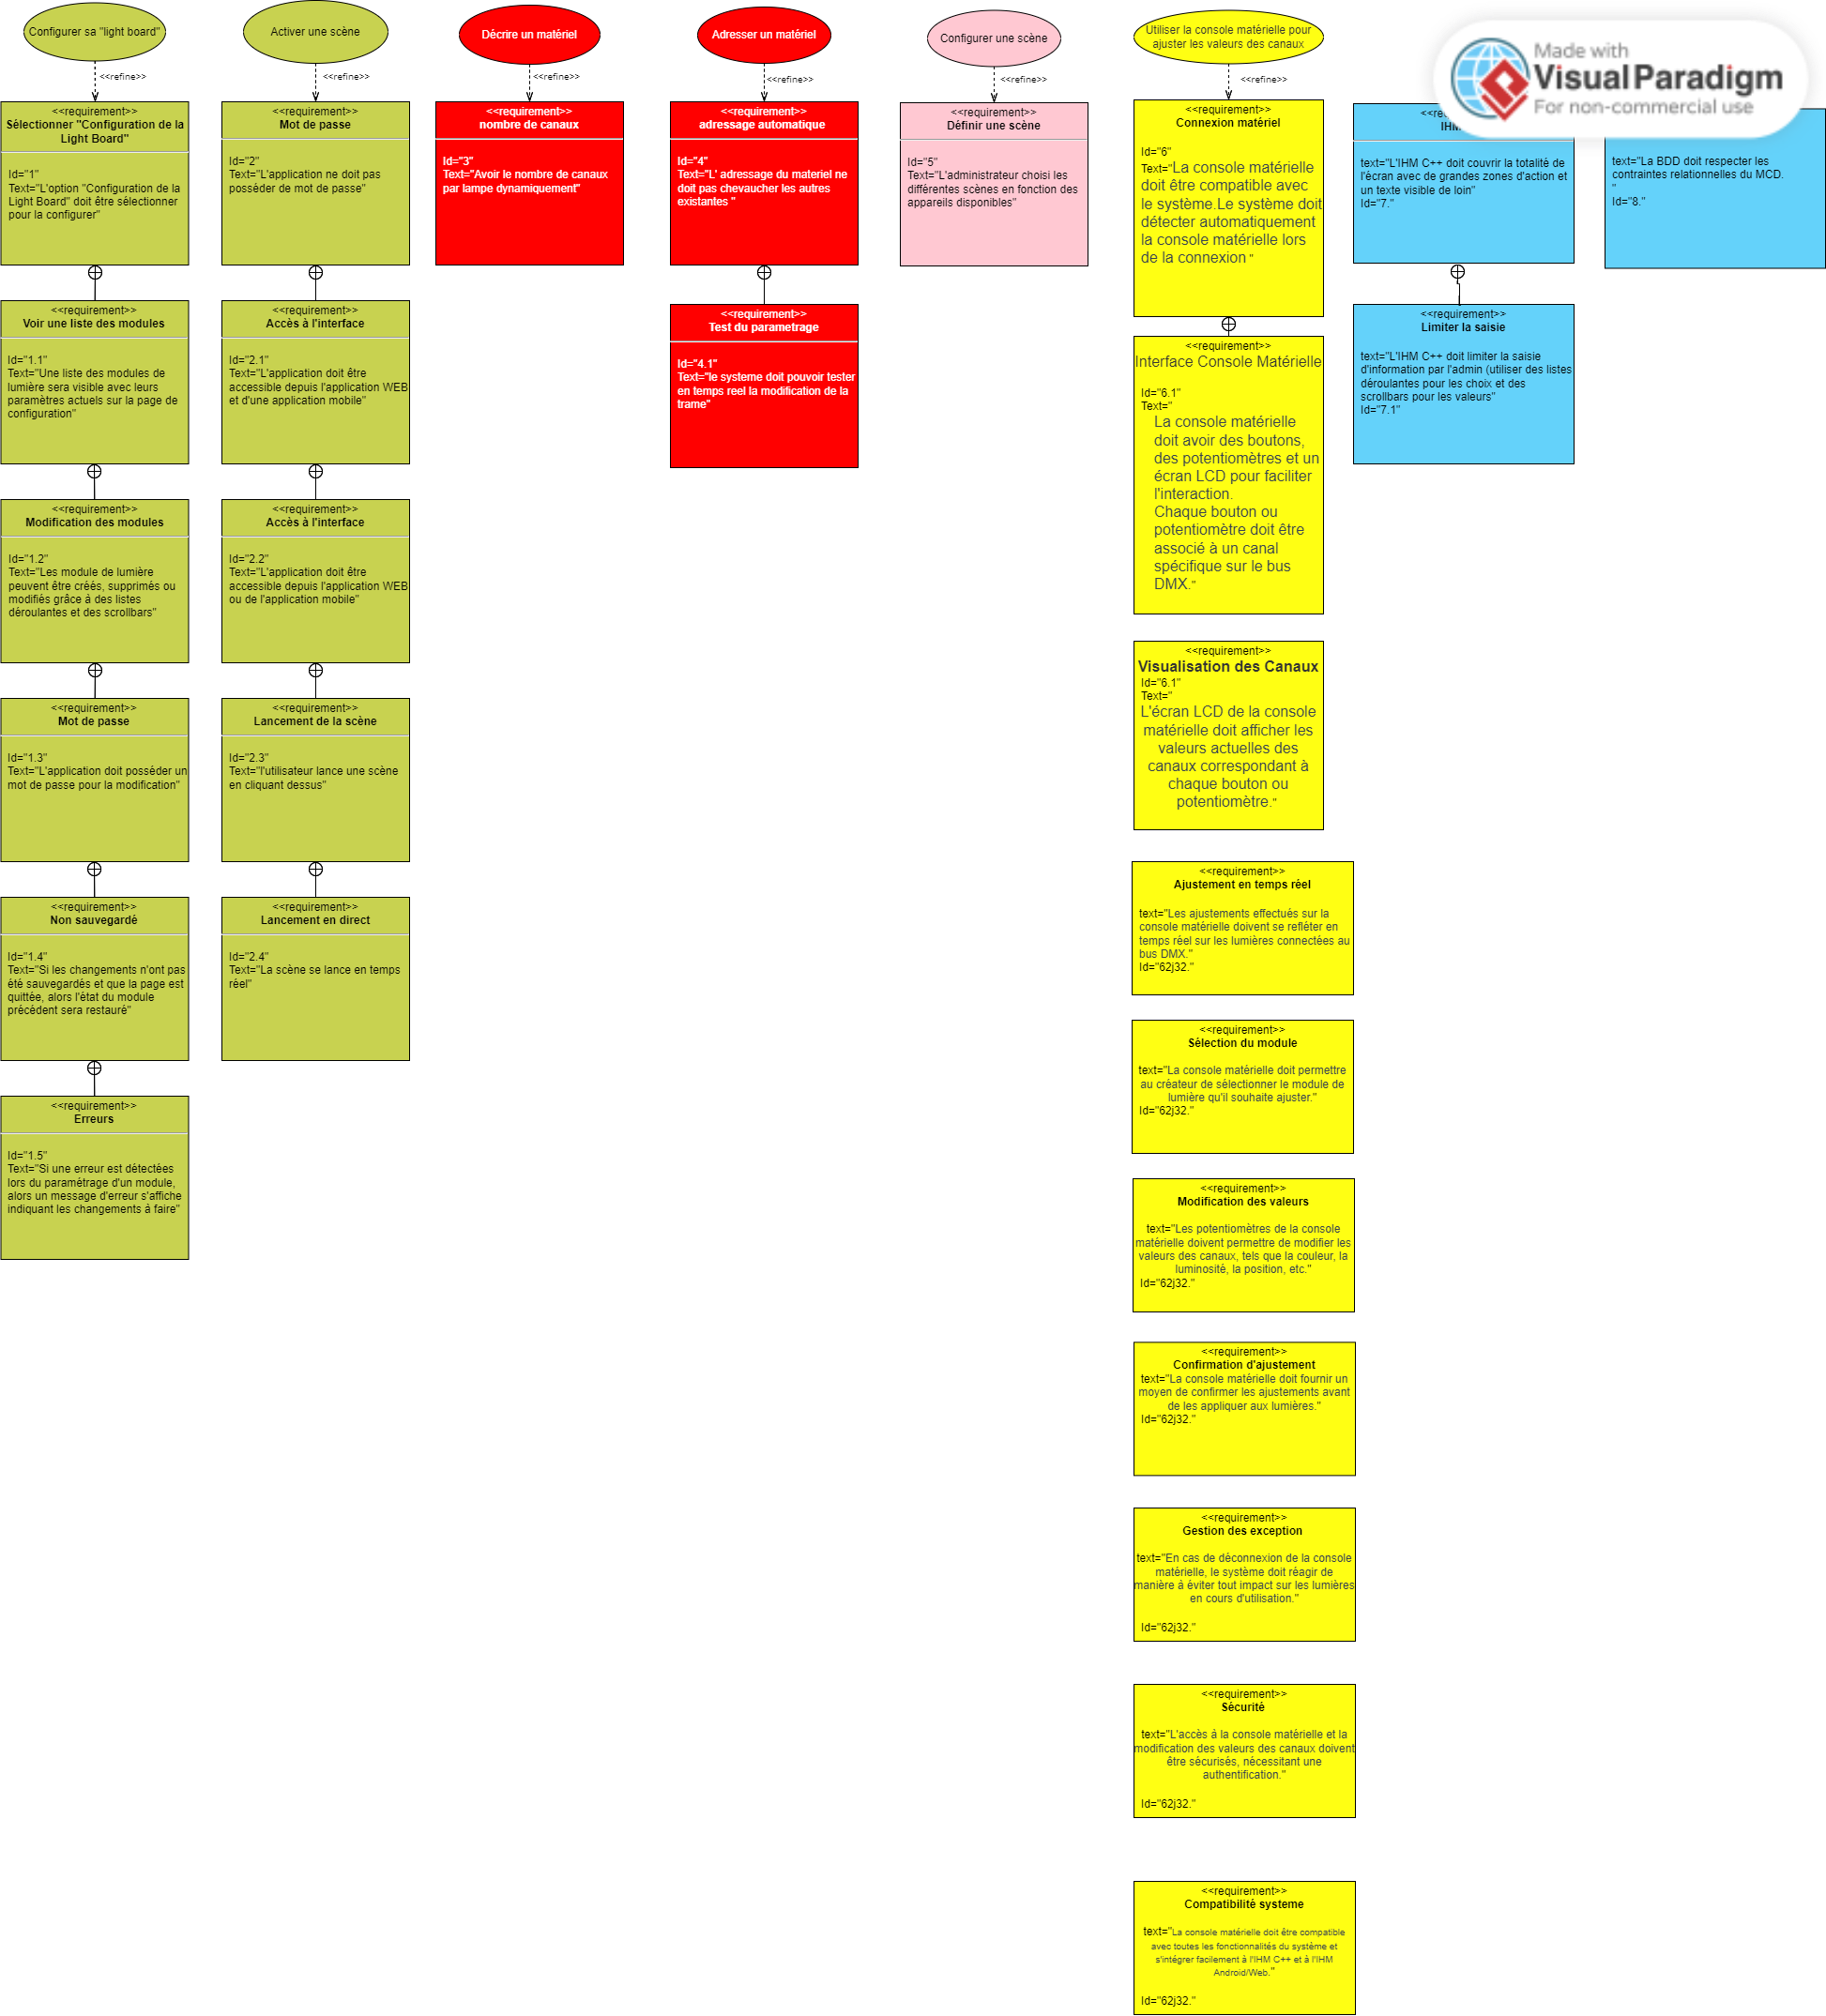 Configurer sa "light board"
<<refine>>
<<requirement>>
Sélectionner "Configuration de la
Light Board"
Id="1"
Text="L'option "Configuration de la
Light Board" doit être sélectionner
pour la configurer"
<<requirement>>
Voir une liste des modules
Id="1.1"
Text="Une liste des modules de
lumière sera visible avec leurs
paramètres actuels sur la page de
configuration"
<<requirement>>
Modification des modules
Id="1.2"
Text="Les module de lumière
peuvent être créés, supprimés ou
modifiés grâce à des listes
déroulantes et des scrollbars"
<<requirement>>
Mot de passe
Id="1.3"
Text="L'application doit posséder un
mot de passe pour la modification"
<<requirement>>
Non sauvegardé
Id="1.4"
Text="Si les changements n'ont pas
été sauvegardés et que la page est
quittée, alors l'état du module
précédent sera restauré"
<<requirement>>
Erreurs
Id="1.5"
Text="Si une erreur est détectées
lors du paramétrage d'un module,
alors un message d'erreur s'affiche
indiquant les changements à faire"
Activer une scène
<<refine>>
<<requirement>>
Mot de passe
Id="2"
Text="L'application ne doit pas
posséder de mot de passe"
<<requirement>>
Accès à l'interface
Id="2.1"
Text="L'application doit être
accessible depuis l'application WEB
et d'une application mobile"
<<requirement>>
Accès à l'interface
Id="2.2"
Text="L'application doit être
accessible depuis l'application WEB
ou de l'application mobile"
<<requirement>>
Lancement de la scène
Id="2.3"
Text="l'utilisateur lance une scène
en cliquant dessus"
<<requirement>>
Lancement en direct
Id="2.4"
Text="La scène se lance en temps
réel"
Décrire un matériel
<<refine>>
<<requirement>>
nombre de canaux
Id="3"
Text="Avoir le nombre de canaux
par lampe dynamiquement"
Adresser un matériel
<<refine>>
<<requirement>>
adressage automatique
Id="4"
Text="L' adressage du materiel ne
doit pas chevaucher les autres
existantes "
<<requirement>>
Test du parametrage
Id="4.1"
Text="le systeme doit pouvoir tester
en temps reel la modification de la
trame"
Configurer une scène
<<refine>>
<<requirement>>
Définir une scène
Id="5"
Text="L'administrateur choisi les
différentes scènes en fonction des
appareils disponibles"
Utiliser la console matérielle pour
ajuster les valeurs des canaux
<<refine>>
<<requirement>>
Connexion matériel
Id="6"
Text="La console matérielle
doit être compatible avec
le système.Le système doit
détecter automatiquement
la console matérielle lors
de la connexion "
<<requirement>>
Interface Console Matérielle
Id="6.1"
Text="
La console matérielle
doit avoir des boutons,
des potentiomètres et un
écran LCD pour faciliter
l'interaction.
Chaque bouton ou
potentiomètre doit être
associé à un canal
spécifique sur le bus
DMX."
<<requirement>>
Visualisation des Canaux
Id="6.1"
Text="
L'écran LCD de la console
matérielle doit afficher les
valeurs actuelles des
canaux correspondant à
chaque bouton ou
potentiomètre."
<<requirement>>
Ajustement en temps réel
text="Les ajustements effectués sur la
console matérielle doivent se refléter en
temps réel sur les lumières connectées au
bus DMX."
Id="62j32."
<<requirement>>
Sélection du module
text="La console matérielle doit permettre
au créateur de sélectionner le module de
lumière qu'il souhaite ajuster."
Id="62j32."
<<requirement>>
Modification des valeurs
text="Les potentiomètres de la console
matérielle doivent permettre de modifier les
valeurs des canaux, tels que la couleur, la
luminosité, la position, etc."
Id="62j32."
<<requirement>>
Confirmation d'ajustement
text="La console matérielle doit fournir un
moyen de confirmer les ajustements avant
de les appliquer aux lumières."
Id="62j32."
<<requirement>>
Gestion des exception
text="En cas de déconnexion de la console
matérielle, le système doit réagir de
manière à éviter tout impact sur les lumières
en cours d'utilisation."
Id="62j32."
<<requirement>>
Sécurité
text="L'accès à la console matérielle et la
modification des valeurs des canaux doivent
être sécurisés, nécessitant une
authentification."
Id="62j32."
<<requirement>>
Compatibilité systeme
text="La console matérielle doit être compatible
avec toutes les fonctionnalités du système et
s'intégrer facilement à l'IHM C++ et à l'IHM
Android/Web."
Id="62j32."
text="L'IHM C++ doit couvrir la totalité de
l'écran avec de grandes zones d'action et
un texte visible de loin"
Id="7."
<<requirement>>
Limiter la saisie
text="L'IHM C++ doit limiter la saisie
d'information par l'admin (utiliser des listes
déroulantes pour les choix et des
scrollbars pour les valeurs"
Id="7.1"
text="La BDD doit respecter les
contraintes relationnelles du MCD.
"
Id="8."
Made with
Visual Paradigm
For non-commercial use